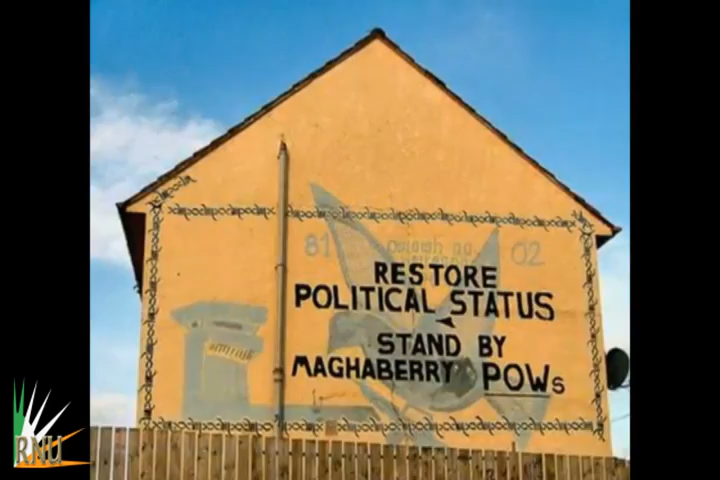 81 02
RESTORE
POLITICAL STATUS
STAND BY
MAGHABERRY POWs
RNU